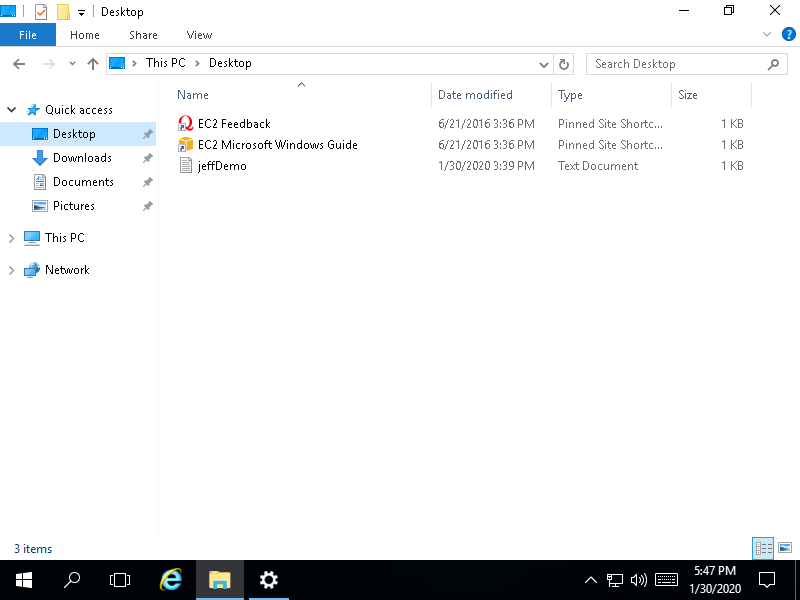 Desktop
File Home Share View
This PC Desktop Search Desktop
Name Date modified Type Size
Quick access
Desktop
Downloads
Documents
Pictures
This PC
Network
EC2 Feedback 6/21/2016 3:36 PM Pinned Site Shortc... 1 KB
EC2 Microsoft Windows Guide 6/21/2016 3:36 PM Pinned Site Shortc... 1 KB
jeffDemo 1/30/2020 3:39 PM Text Document 1 KB
3 items
5:47 PM
1/30/2020